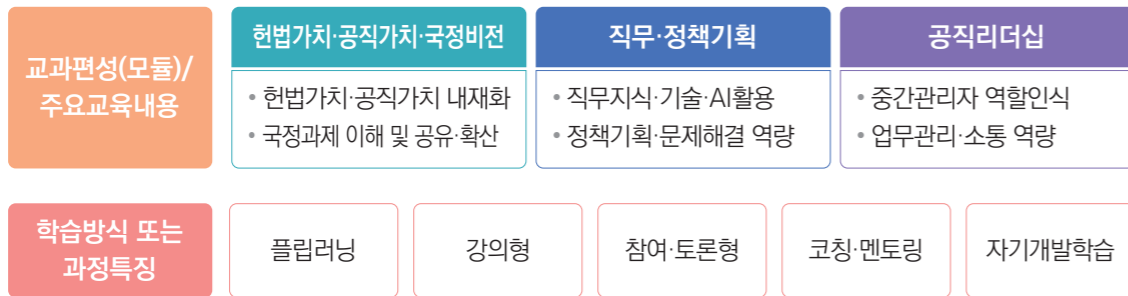 교과편성(모듈)/
주요교육내용
헌법가치·공직가치·국정비전
• 헌법가치·공직가치 내재화
• 국정과제 이해 및 공유·확산
직무·정책기획
• 직무지식·기술·AI활용
• 정책기획·문제해결 역량
공직리더십
• 중간관리자 역할인식
• 업무관리·소통 역량
학습방식 또는
과정특징
플립러닝
강의형
참여·토론형
코칭·멘토링
자기개발학습